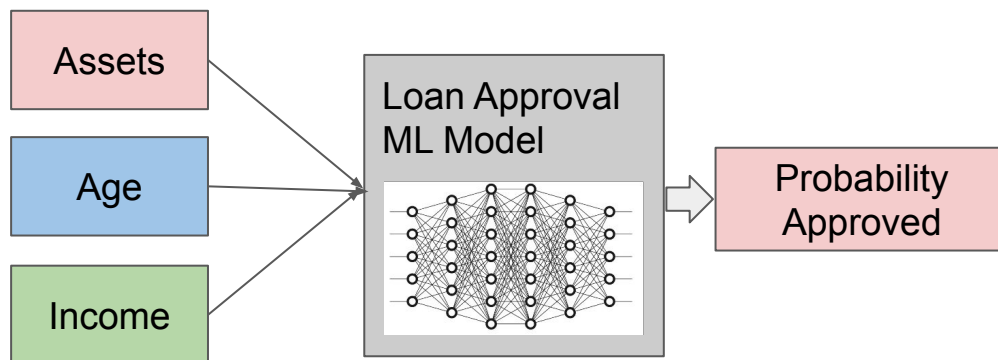 Assets
Age
Income
Loan Approval
ML Model
Probability
Approved